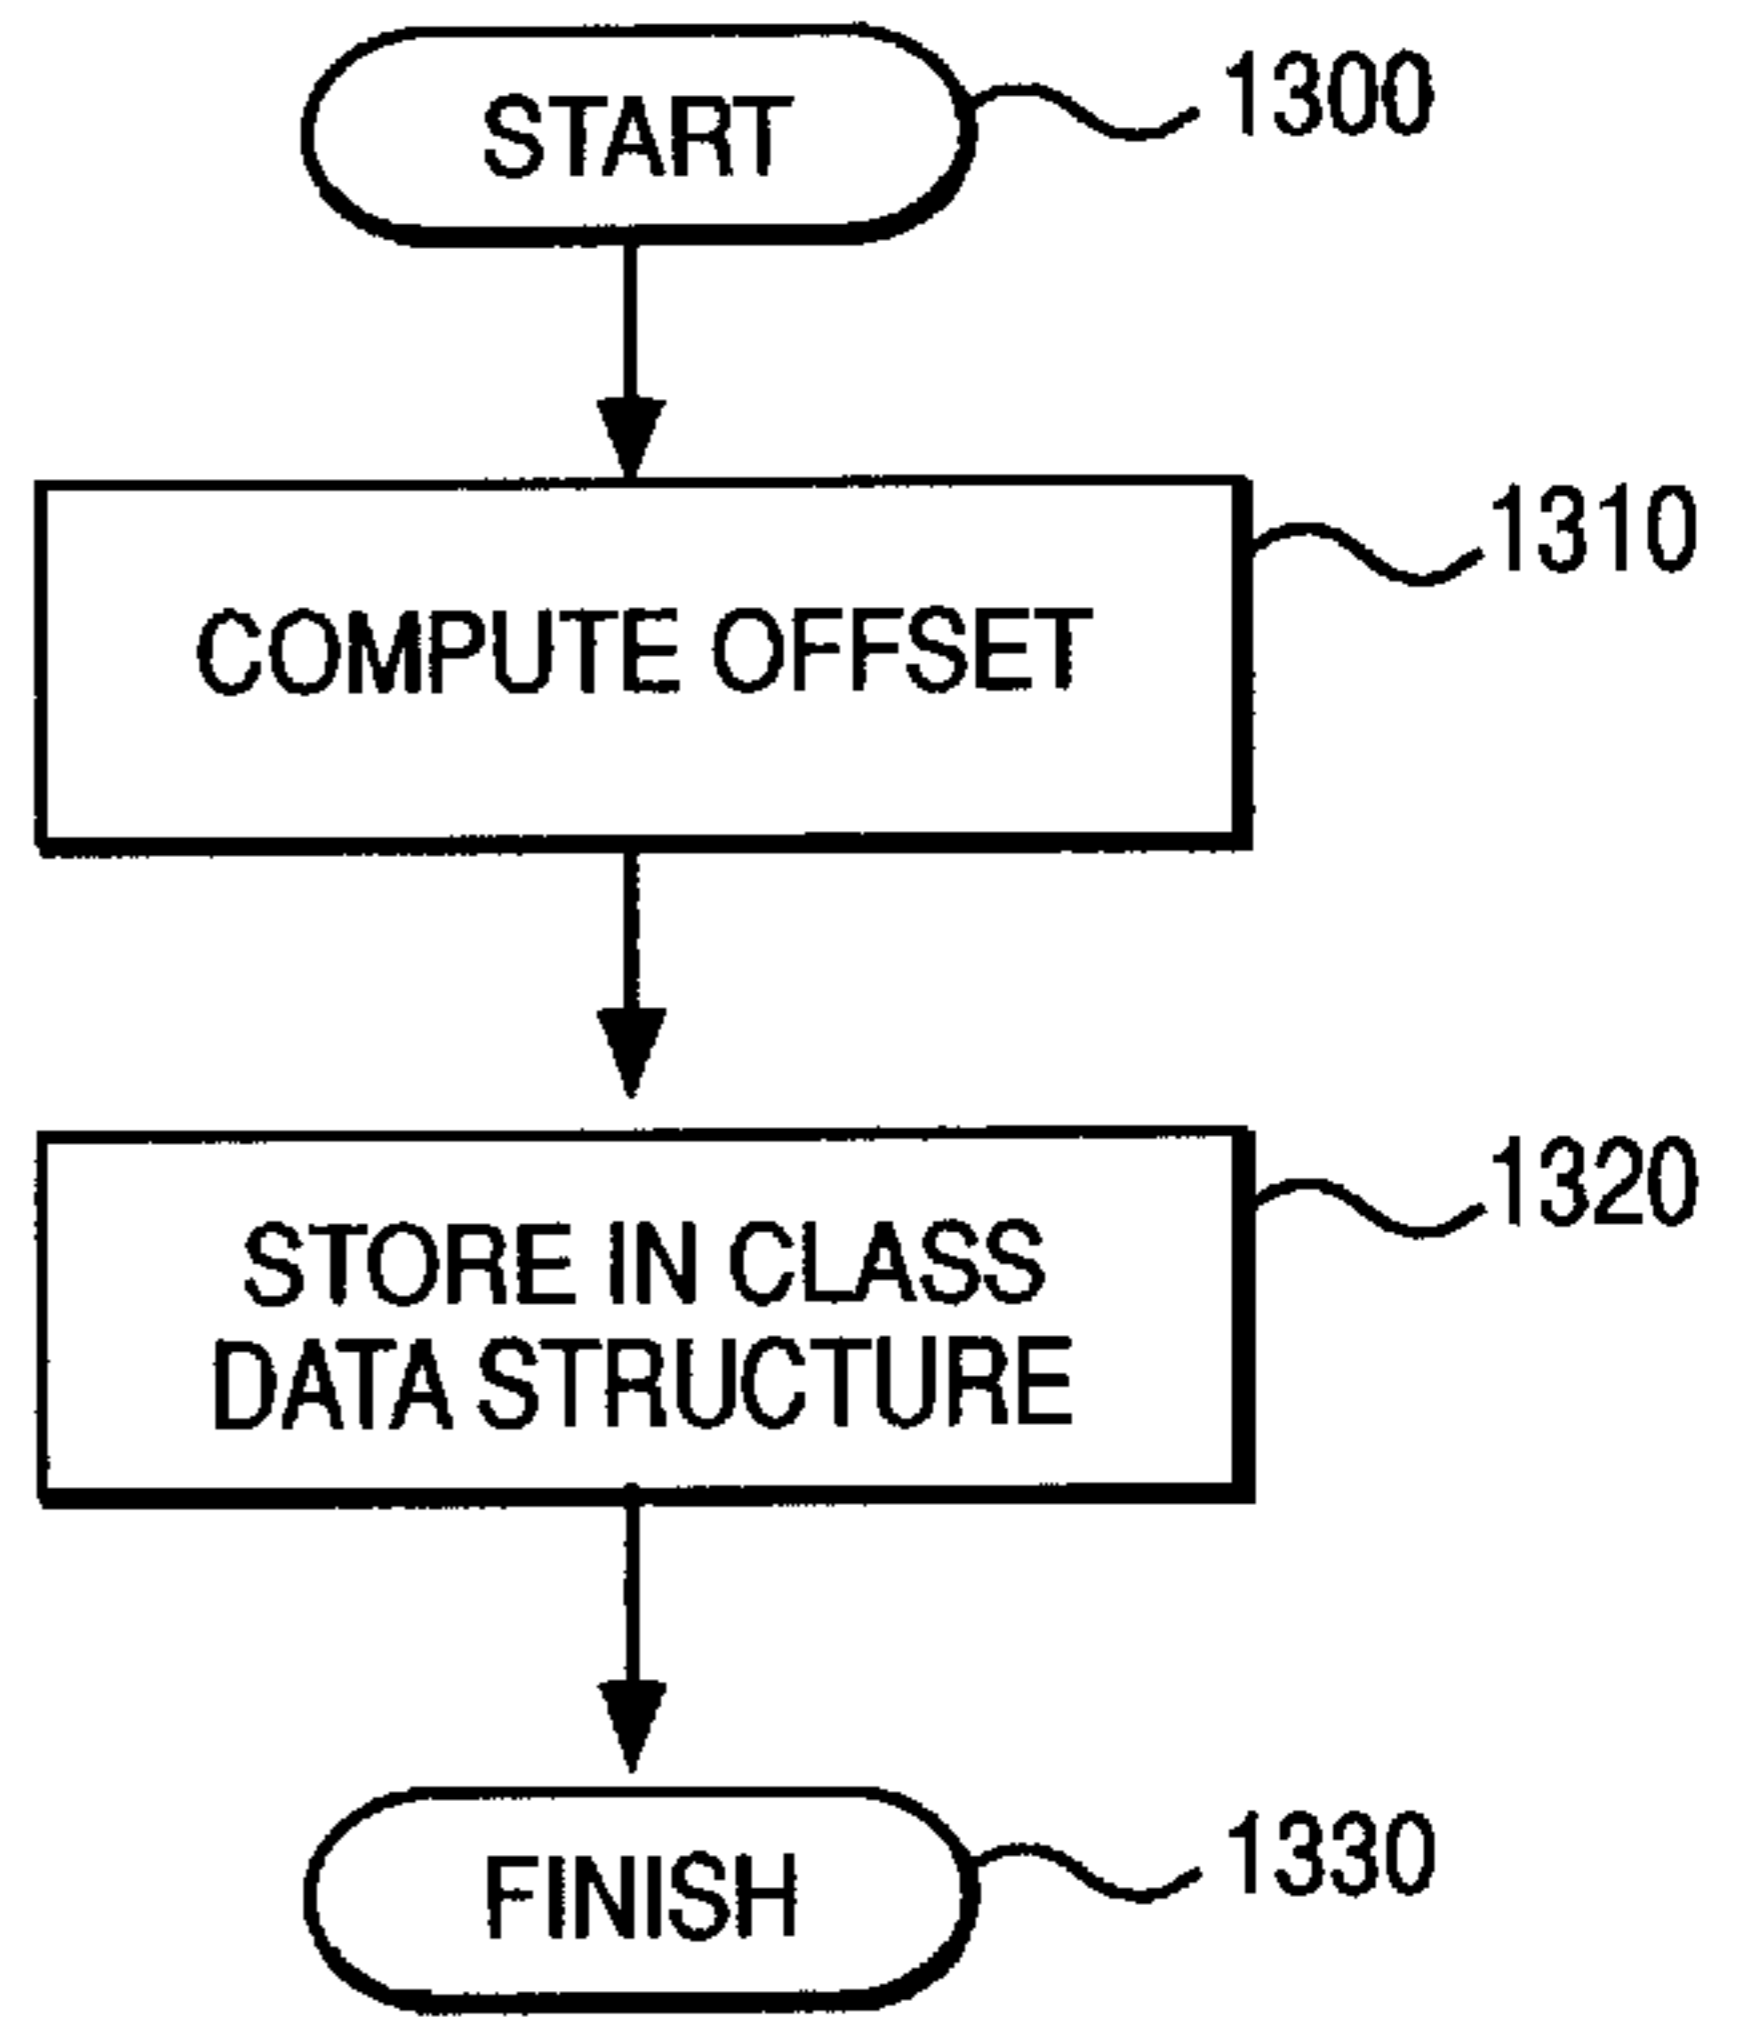 START
1300
1310
COMPUTE OFFSET
1320
STORE IN CLASS
DATA STRUCTURE
1330
FINISH